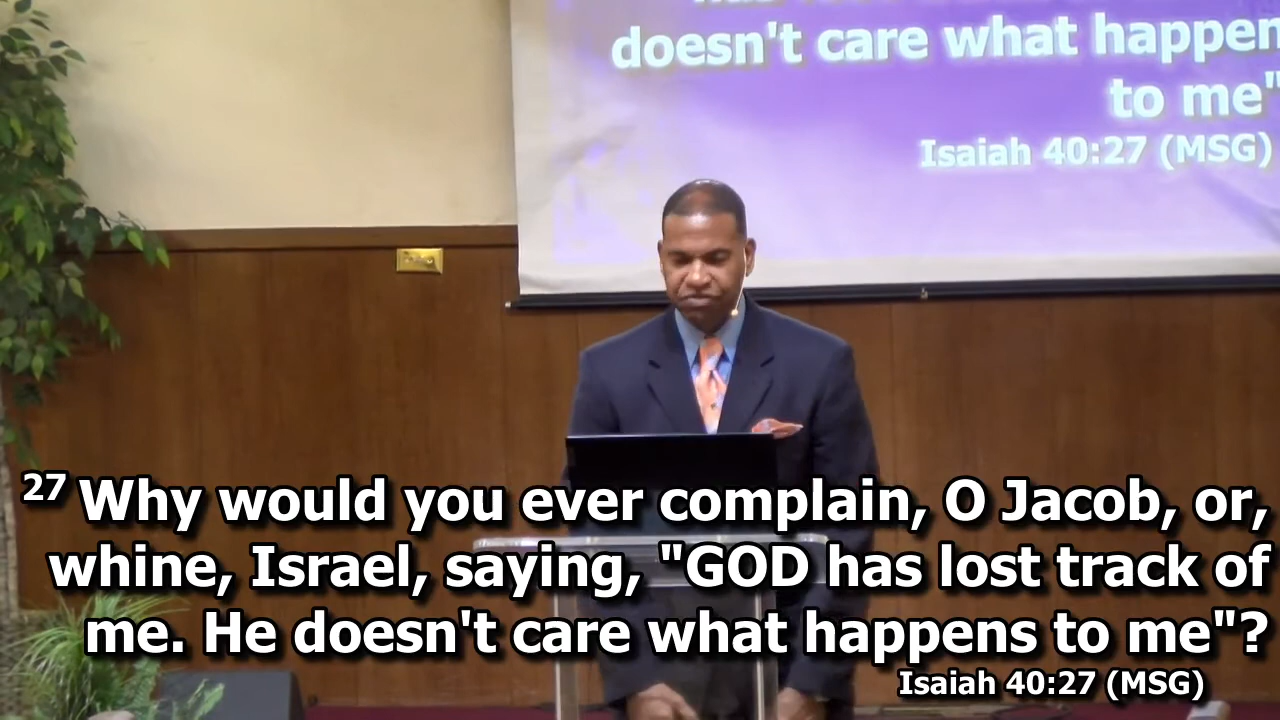 doesn't care what happen
to me"
Isaiah 40:27 (MSG)
27 Why would you ever complain, O Jacob, or,
whine, Israel, saying, "GOD has lost track of
me. He doesn't care what happens to me"?
Isaiah 40:27 (MSG)